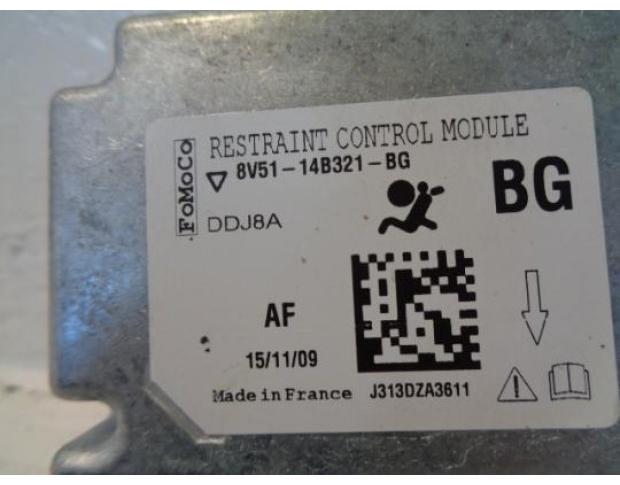 FoMoCo
RESTRAINT CONTROL MODULE
8V51-14B321-BG
BG
DDJ8A
AF
15/11/09
Made in France J313DZA3611